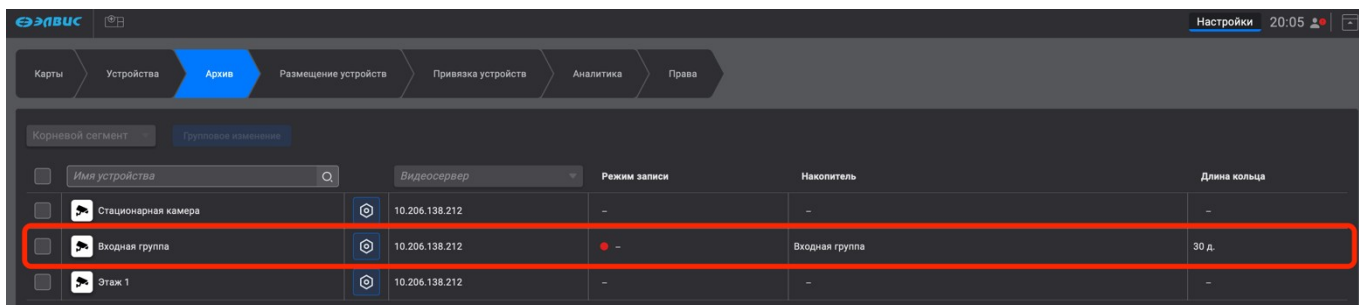 ЭЛВИС
Настройки 20:05
Карты Устройства Архив Размещение устройств Привязка устройств Аналитика Права
Корневой сегмент Групповое изменение
Имя устройства Видеосервер Режим записи Накопитель Длина кольца
Стационарная камера 10.206.138.212 – – –
Входная группа 10.206.138.212 – Входная группа 30 д.
Этаж 1 10.206.138.212 – – –